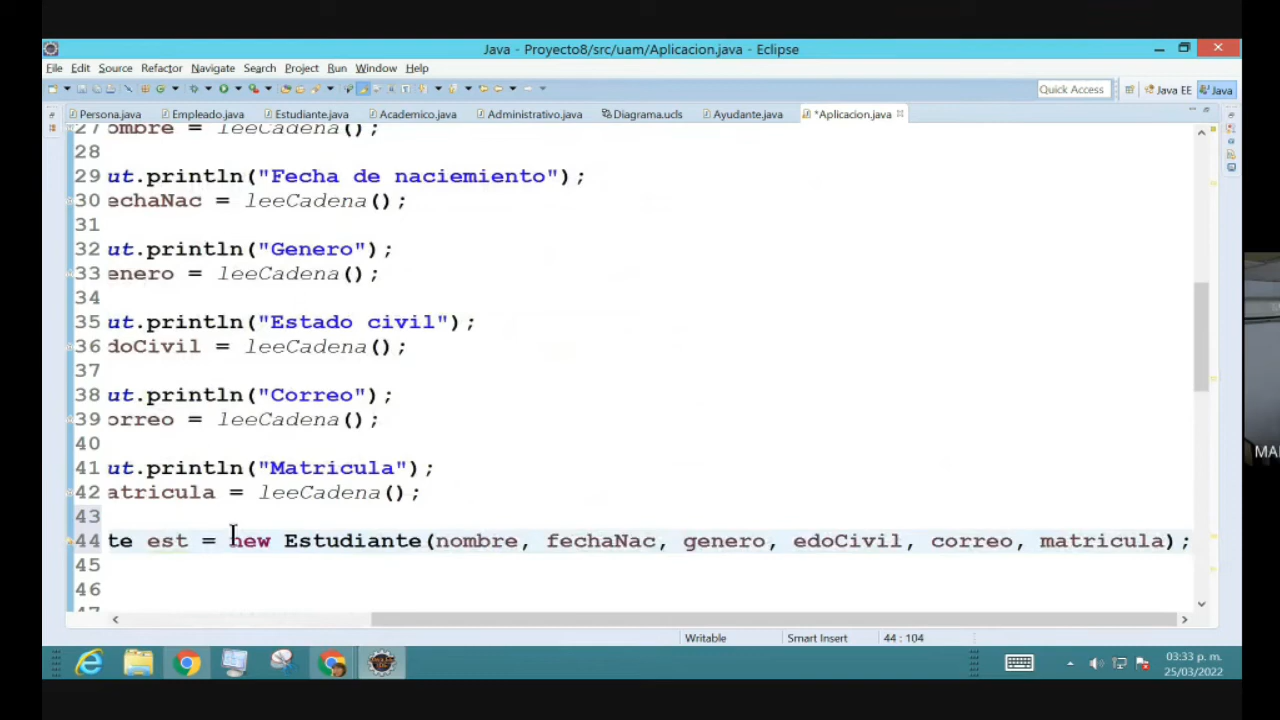 Java - Proyecto8/src/uam/Aplicacion.java - Eclipse
File Edit Source Refactor Navigate Search Project Run Window Help
Quick Access Java EE Java
Persona.java Empleado.java Estudiante.java Academico.java Administrativo.java Diagrama.ucls Ayudante.java *Aplicacion.java
27 ombre = leeCadena();
28
29 ut.println("Fecha de naciemiento");
30 echaNac = leeCadena();
31
32 ut.println("Genero");
33 enero = leeCadena();
34
35 ut.println("Estado civil");
36 doCivil = leeCadena();
37
38 ut.println("Correo");
39 orreo = leeCadena();
40
41 ut.println("Matricula");
42 atricula = leeCadena();
43
44 te est = new Estudiante(nombre, fechaNac, genero, edoCivil, correo, matricula);
45
46
47
Writable Smart Insert 44 : 104
03:33 p. m.
25/03/2022